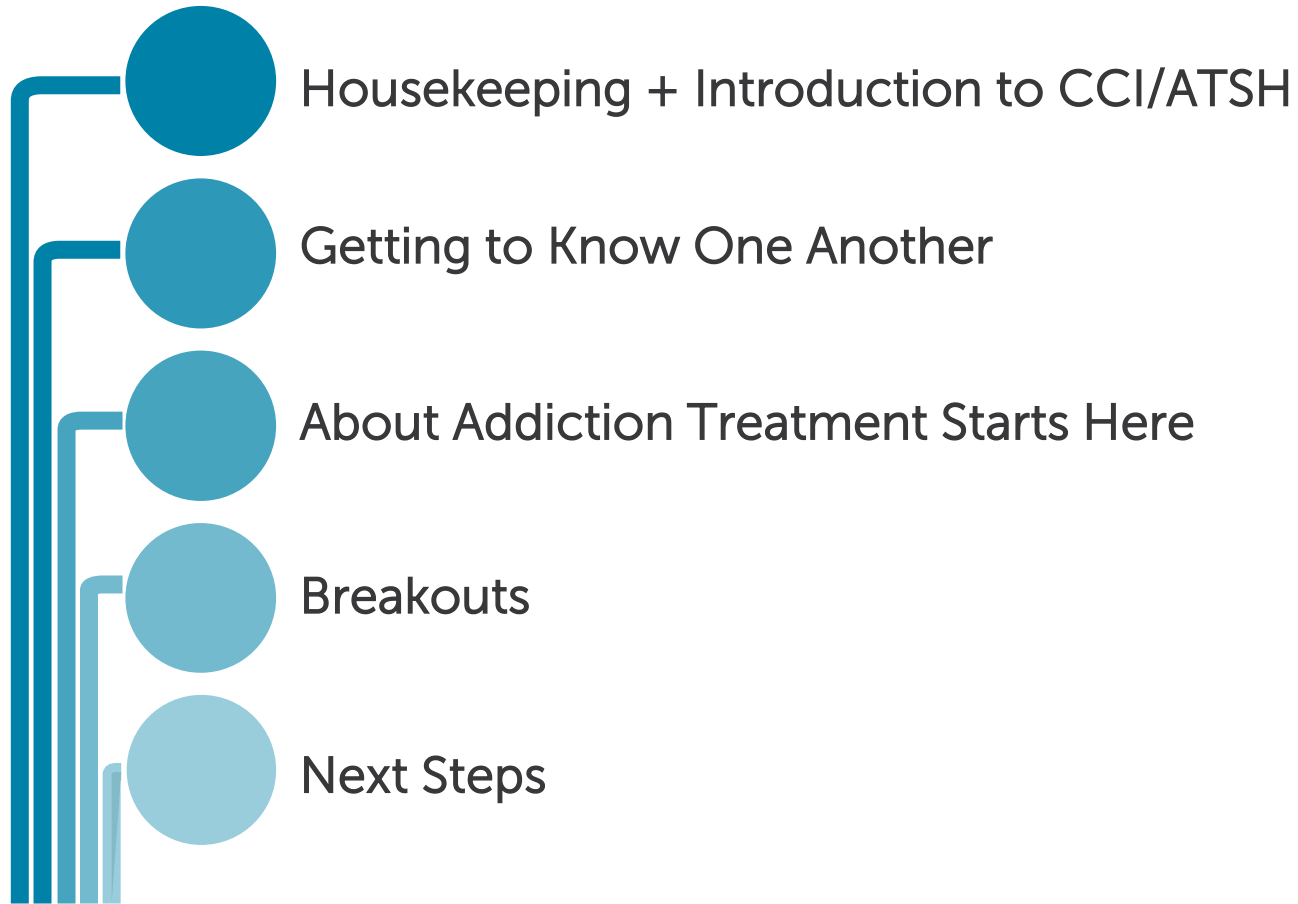 Housekeeping + Introduction to CCI/ATSH
Getting to Know One Another
About Addiction Treatment Starts Here
Breakouts
Next Steps